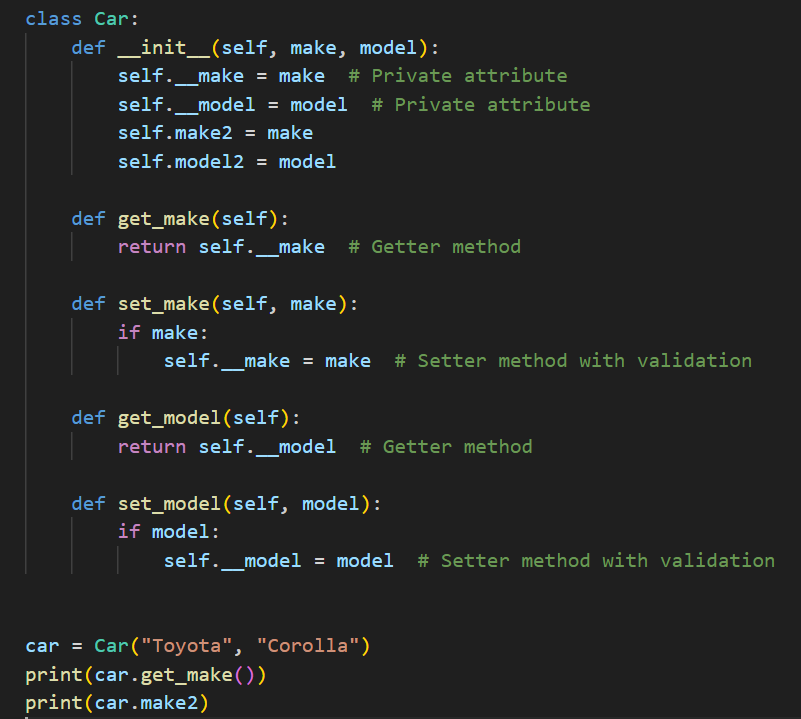 class Car:
    def __init__(self, make, model):
        self.__make = make  # Private attribute
        self.__model = model  # Private attribute
        self.make2 = make
        self.model2 = model

    def get_make(self):
        return self.__make  # Getter method

    def set_make(self, make):
        if make:
            self.__make = make  # Setter method with validation

    def get_model(self):
        return self.__model  # Getter method

    def set_model(self, model):
        if model:
            self.__model = model  # Setter method with validation


car = Car("Toyota", "Corolla")
print(car.get_make())
print(car.make2)